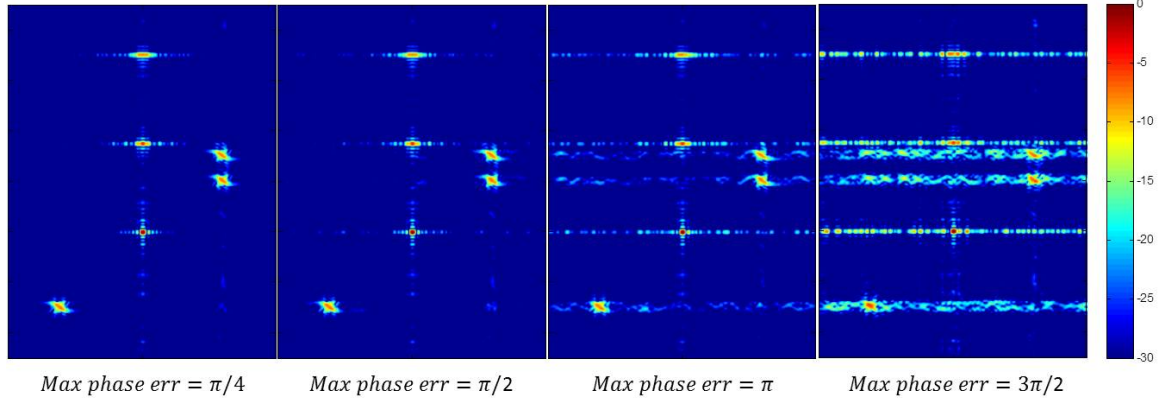 0
-5
-10
-15
-20
-25
-30
Max phase err = π/4
Max phase err = π/2
Max phase err = π
Max phase err = 3π/2